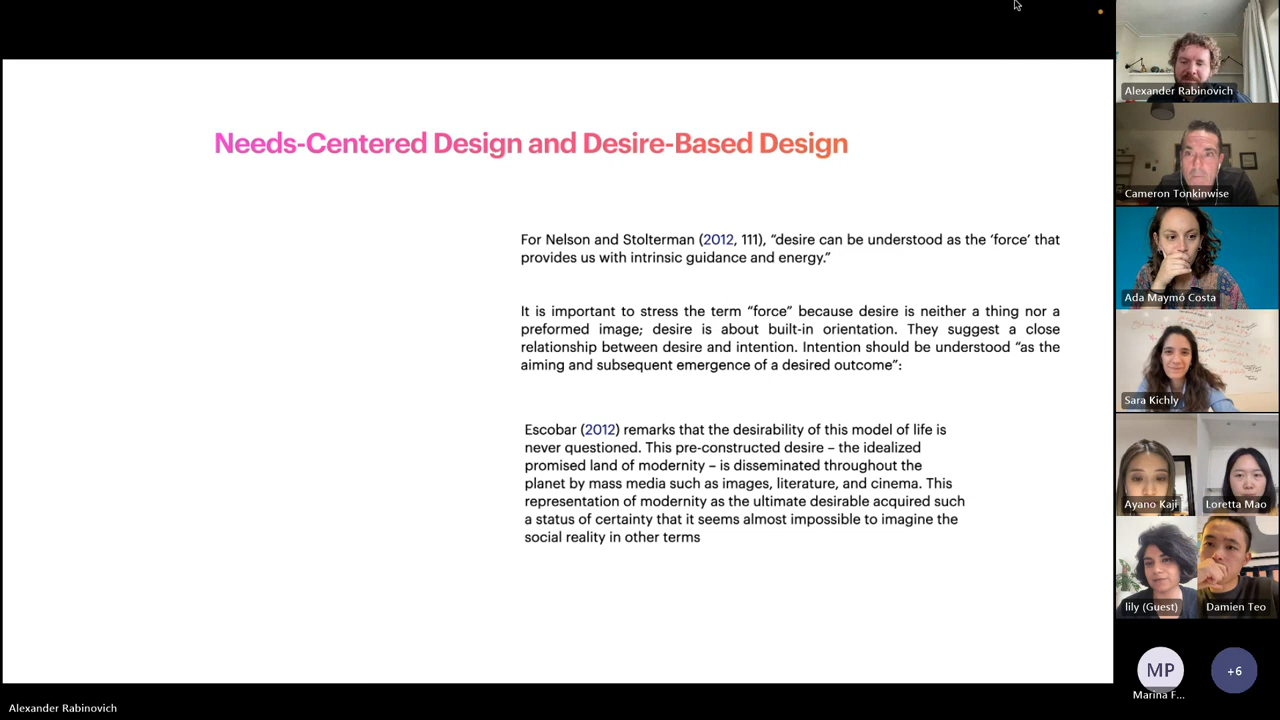 Needs-Centered Design and Desire-Based Design
For Nelson and Stolterman (2012, 111), “desire can be understood as the ‘force’ that
provides us with intrinsic guidance and energy.”
It is important to stress the term “force” because desire is neither a thing nor a
preformed image; desire is about built-in orientation. They suggest a close
relationship between desire and intention. Intention should be understood “as the
aiming and subsequent emergence of a desired outcome”:
Escobar (2012) remarks that the desirability of this model of life is
never questioned. This pre-constructed desire – the idealized
promised land of modernity – is disseminated throughout the
planet by mass media such as images, literature, and cinema. This
representation of modernity as the ultimate desirable acquired such
a status of certainty that it seems almost impossible to imagine the
social reality in other terms
Alexander Rabinovich
Cameron Tonkinwise
Ada Maymó Costa
Sara Kichly
Ayano Kaji
Loretta Mao
lily (Guest)
Damien Teo
MP
+6
Marina F...
Alexander Rabinovich